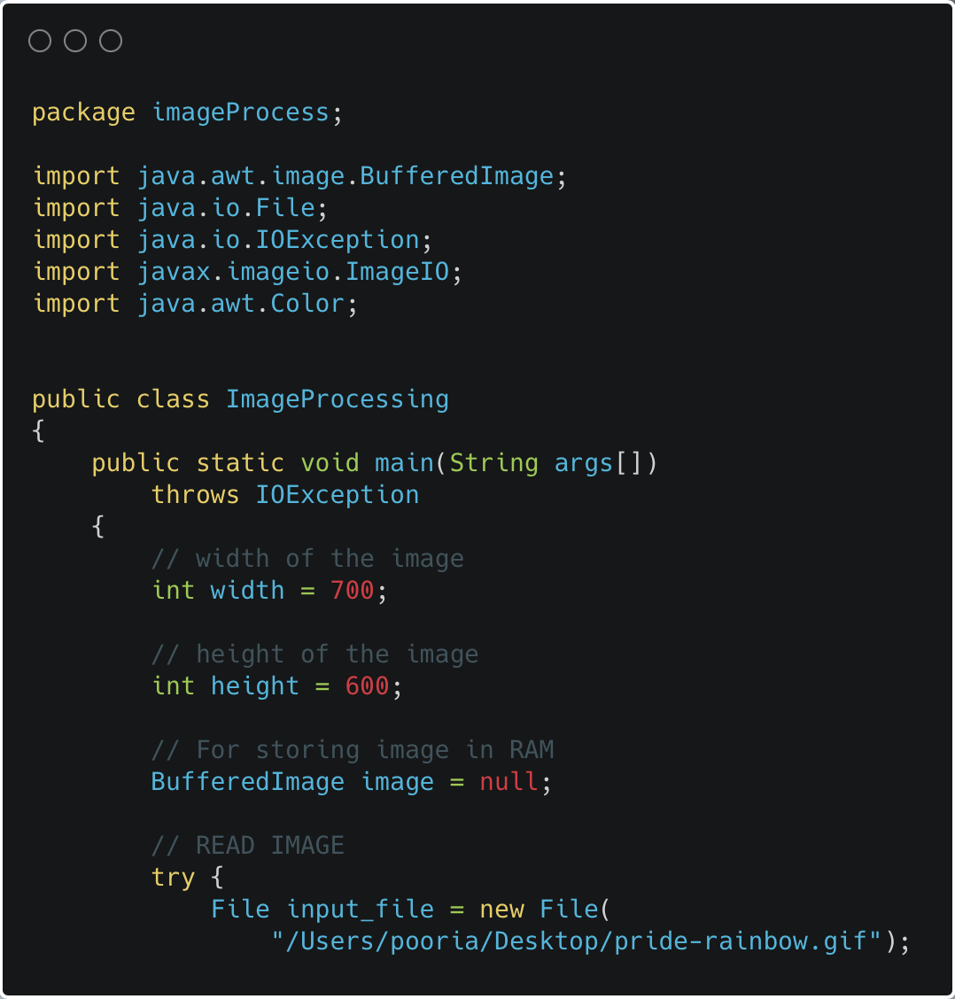 package imageProcess;

import java.awt.image.BufferedImage;
import java.io.File;
import java.io.IOException;
import javax.imageio.ImageIO;
import java.awt.Color;


public class ImageProcessing
{
    public static void main(String args[])
        throws IOException
    {
        // width of the image
        int width = 700;

        // height of the image
        int height = 600;

        // For storing image in RAM
        BufferedImage image = null;

        // READ IMAGE
        try {
            File input_file = new File(
                "/Users/pooria/Desktop/pride-rainbow.gif");